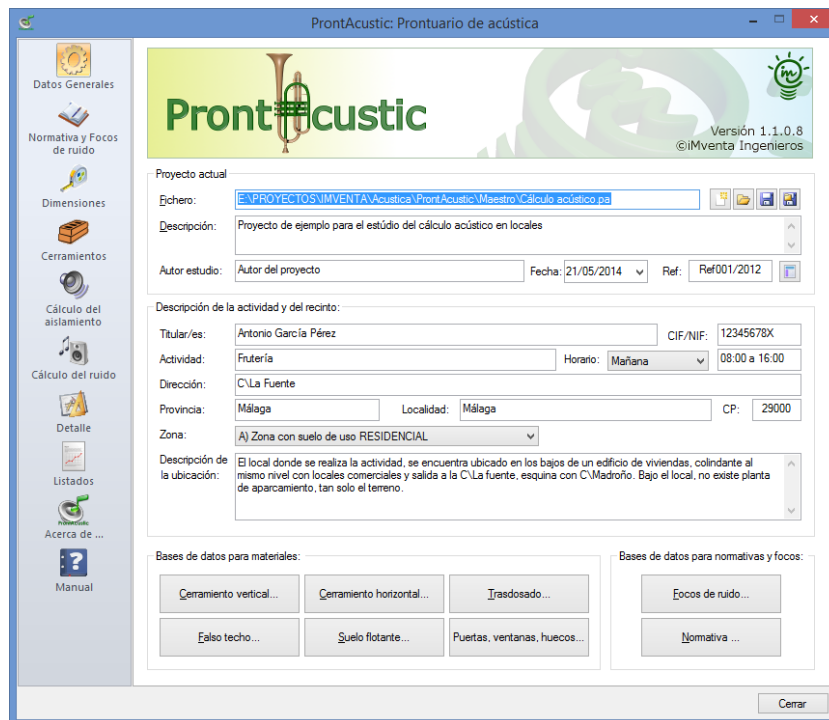 ProntAcustic: Prontuario de acústica
Datos Generales
Normativa y Focos
de ruido
Dimensiones
Cerramientos
Cálculo del
aislamiento
Cálculo del ruido
Detalle
Listados
ProntAcustic
Acerca de ...
?
Manual
ProntAcustic
im
Versión 1.1.0.8
©iMventa Ingenieros
Proyecto actual
Fichero: E:\PROYECTOS\IMVENTA\Acustica\ProntAcustic\Maestro\Cálculo acústico.pa
Descripción: Proyecto de ejemplo para el estúdio del cálculo acústico en locales
Autor estudio: Autor del proyecto Fecha: 21/05/2014 Ref: Ref001/2012
Descripción de la actividad y del recinto:
Titular/es: Antonio García Pérez CIF/NIF: 12345678X
Actividad: Frutería Horario: Mañana 08:00 a 16:00
Dirección: C\La Fuente
Provincia: Málaga Localidad: Málaga CP: 29000
Zona: A) Zona con suelo de uso RESIDENCIAL
Descripción de la ubicación:
El local donde se realiza la actividad, se encuentra ubicado en los bajos de un edificio de viviendas, colindante al
mismo nivel con locales comerciales y salida a la C\La fuente, esquina con C\Madroño. Bajo el local, no existe planta
de aparcamiento, tan solo el terreno.
Bases de datos para materiales:
Cerramiento vertical... Cerramiento horizontal... Trasdosado...
Falso techo... Suelo flotante... Puertas, ventanas, huecos...
Bases de datos para normativas y focos:
Focos de ruido...
Normativa ...
Cerrar